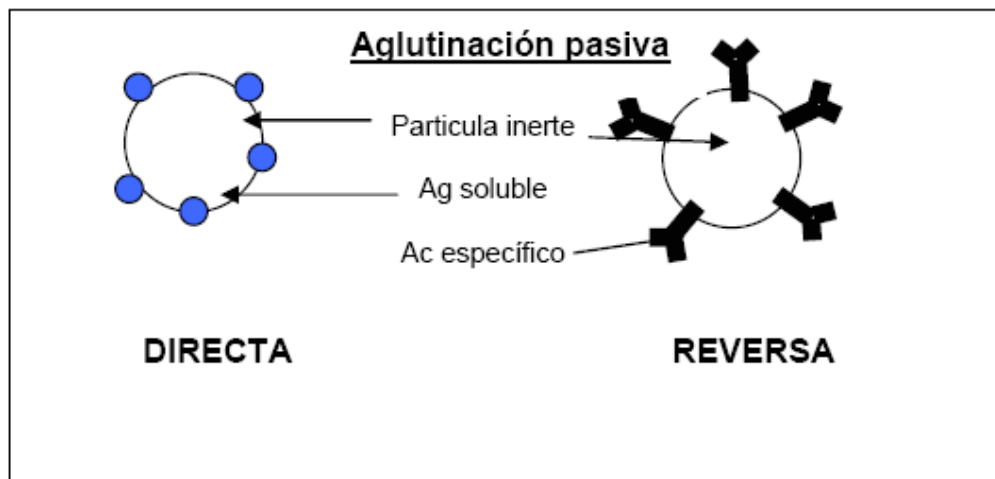 Aglutinación pasiva
Particula inerte
Ag soluble
Ac específico
DIRECTA
REVERSA